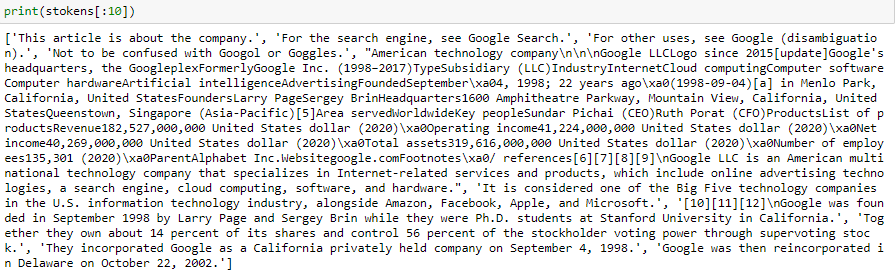 print(stokens[:10])
['This article is about the company.', 'For the search engine, see Google Search.', 'For other uses, see Google (disambiguatio
n).', 'Not to be confused with Googol or Goggles.', "American technology company\n\n\nGoogle LLCLogo since 2015[update]Google's
headquarters, the GoogleplexFormerlyGoogle Inc. (1998–2017)TypeSubsidiary (LLC)IndustryInternetCloud computingComputer software
Computer hardwareArtificial intelligenceAdvertisingFoundedSeptember\xa04, 1998; 22 years ago\xa0(1998-09-04)[a] in Menlo Park,
California, United StatesFoundersLarry PageSergey BrinHeadquarters1600 Amphitheatre Parkway, Mountain View, California, United
StatesQueenstown, Singapore (Asia-Pacific)[5]Area servedWorldwideKey peopleSundar Pichai (CEO)Ruth Porat (CFO)ProductsList of p
roductsRevenue182,527,000,000 United States dollar (2020)\xa0Operating income41,224,000,000 United States dollar (2020)\xa0Net
income40,269,000,000 United States dollar (2020)\xa0Total assets319,616,000,000 United States dollar (2020)\xa0Number of employ
ees135,301 (2020)\xa0ParentAlphabet Inc.Websitegoogle.comFootnotes\xa0/ references[6][7][8][9]\nGoogle LLC is an American multi
national technology company that specializes in Internet-related services and products, which include online advertising techno
logies, a search engine, cloud computing, software, and hardware.", 'It is considered one of the Big Five technology companies
in the U.S. information technology industry, alongside Amazon, Facebook, Apple, and Microsoft.', '[10][11][12]\nGoogle was foun
ded in September 1998 by Larry Page and Sergey Brin while they were Ph.D. students at Stanford University in California.', 'Tog
ether they own about 14 percent of its shares and control 56 percent of the stockholder voting power through supervoting stoc
k.', 'They incorporated Google as a California privately held company on September 4, 1998.', 'Google was then reincorporated i
n Delaware on October 22, 2002.']